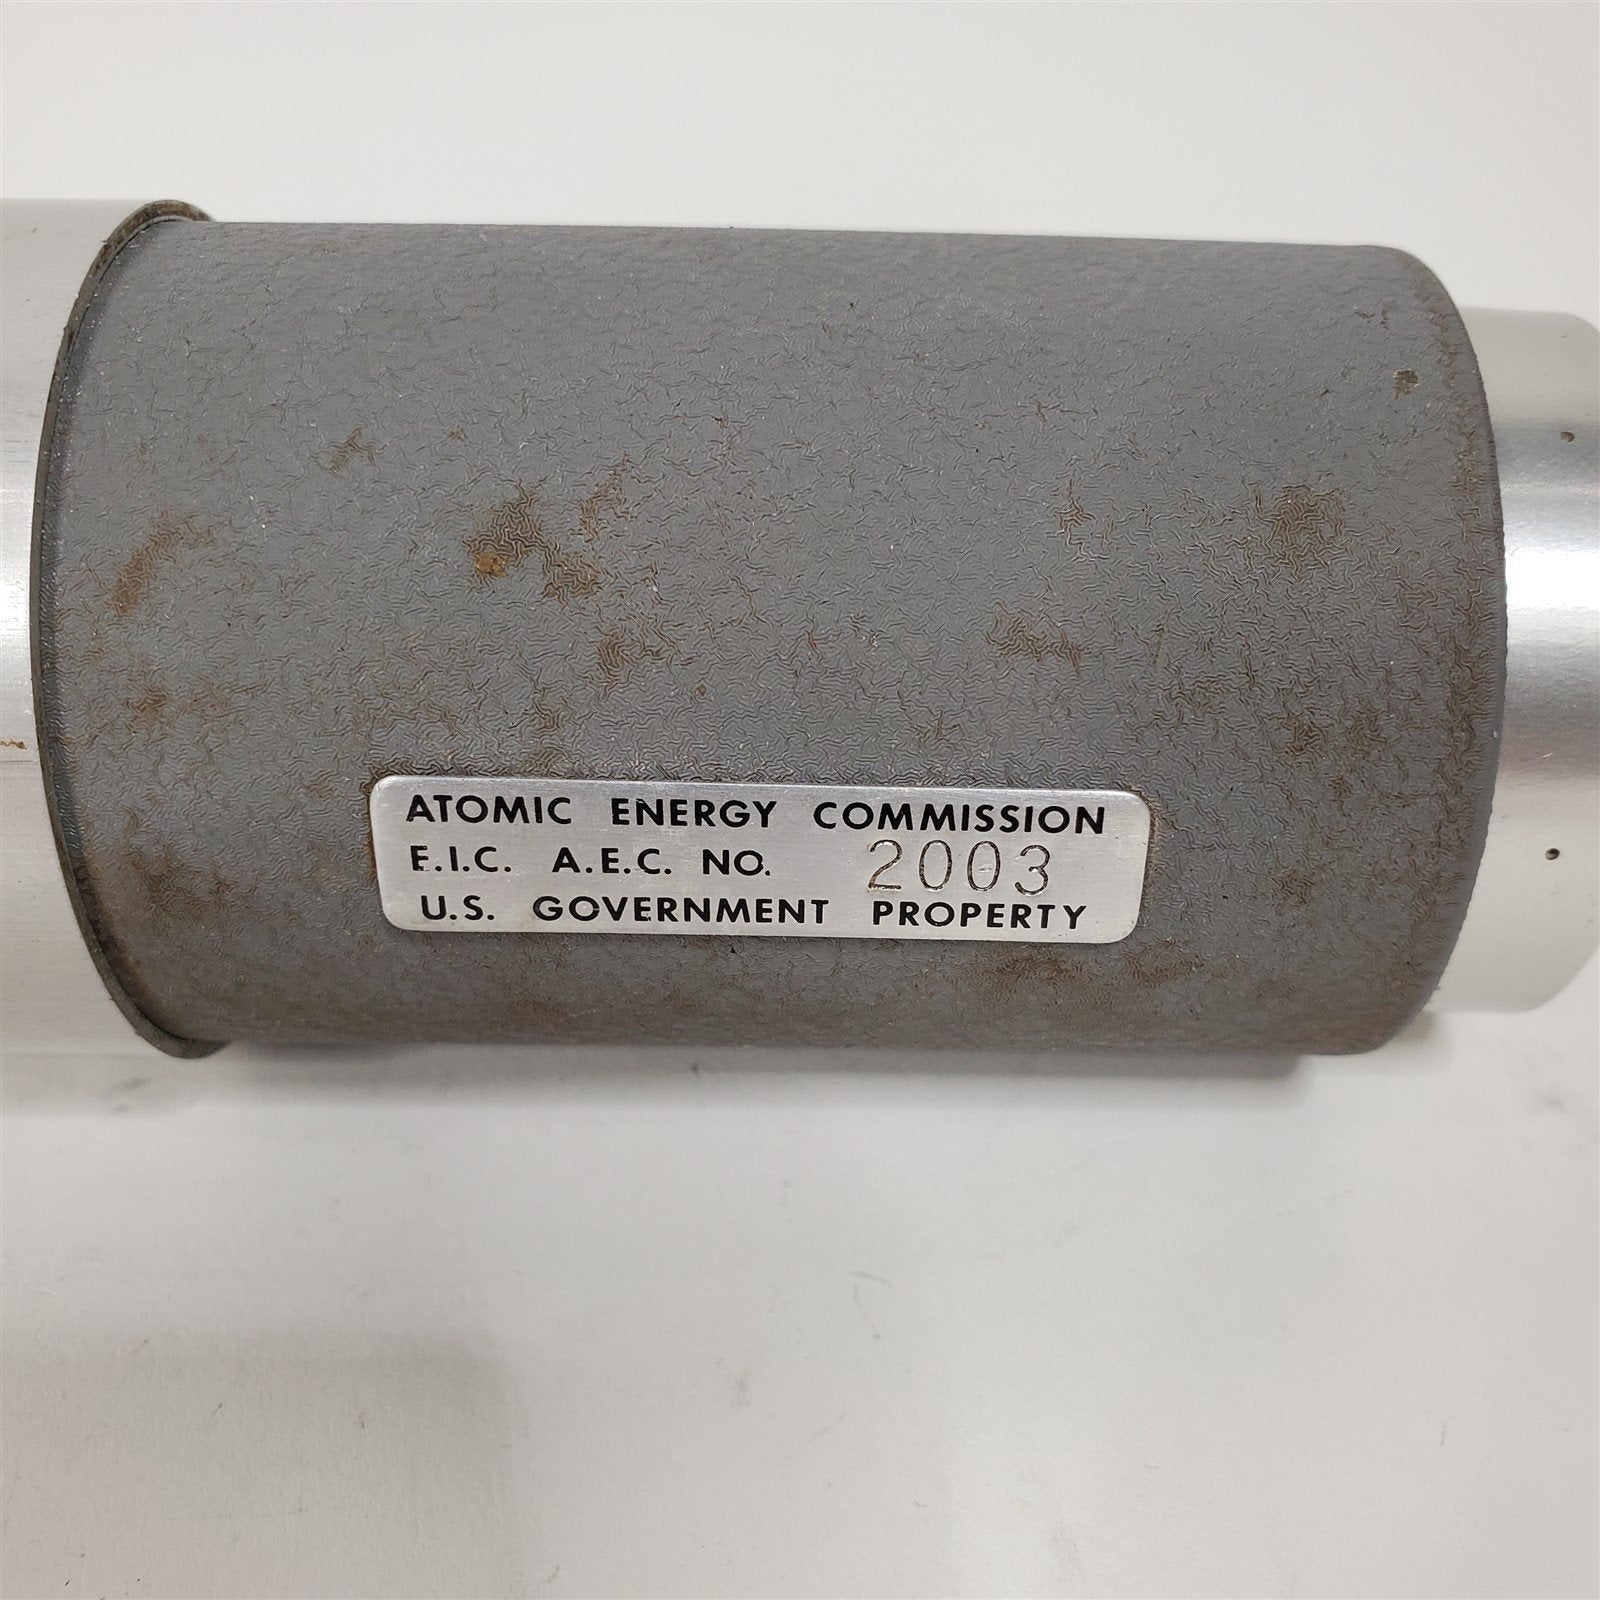 ATOMIC ENERGY COMMISSION
E.I.C. A.E.C. NO. 2003
U.S. GOVERNMENT PROPERTY